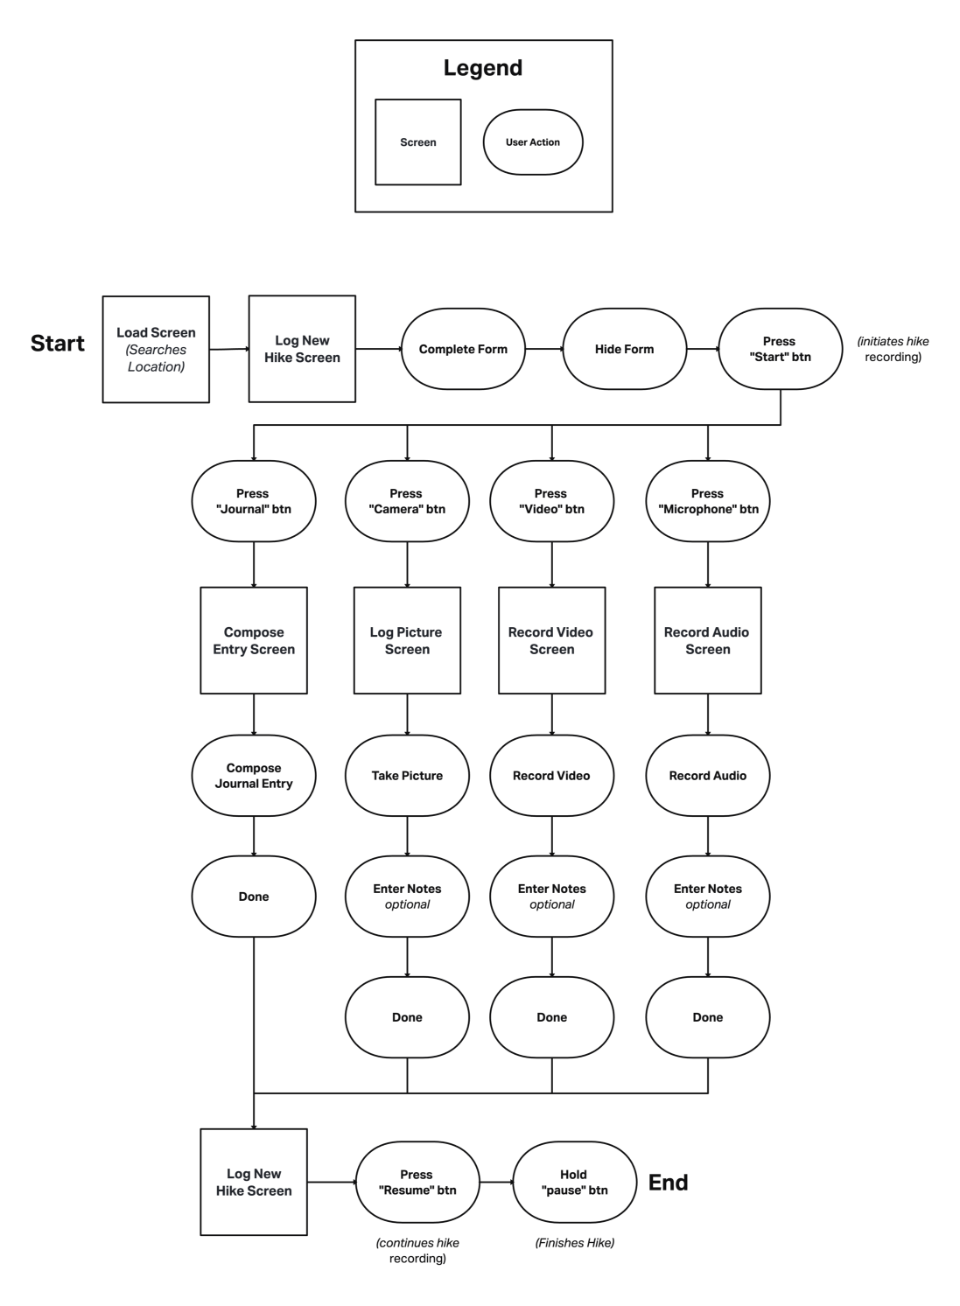 Legend
Screen
User Action
Start
Load Screen
(Searches
Location)
Log New
Hike Screen
Complete Form
Hide Form
Press
"Start" btn
(initiates hike
recording)
Press
"Journal" btn
Press
"Camera" btn
Press
"Video" btn
Press
"Microphone" btn
Compose
Entry Screen
Log Picture
Screen
Record Video
Screen
Record Audio
Screen
Compose
Journal Entry
Take Picture
Record Video
Record Audio
Done
Enter Notes
optional
Enter Notes
optional
Enter Notes
optional
Done
Done
Done
Log New
Hike Screen
Press
"Resume" btn
Hold
"pause" btn
End
(continues hike
recording)
(Finishes Hike)